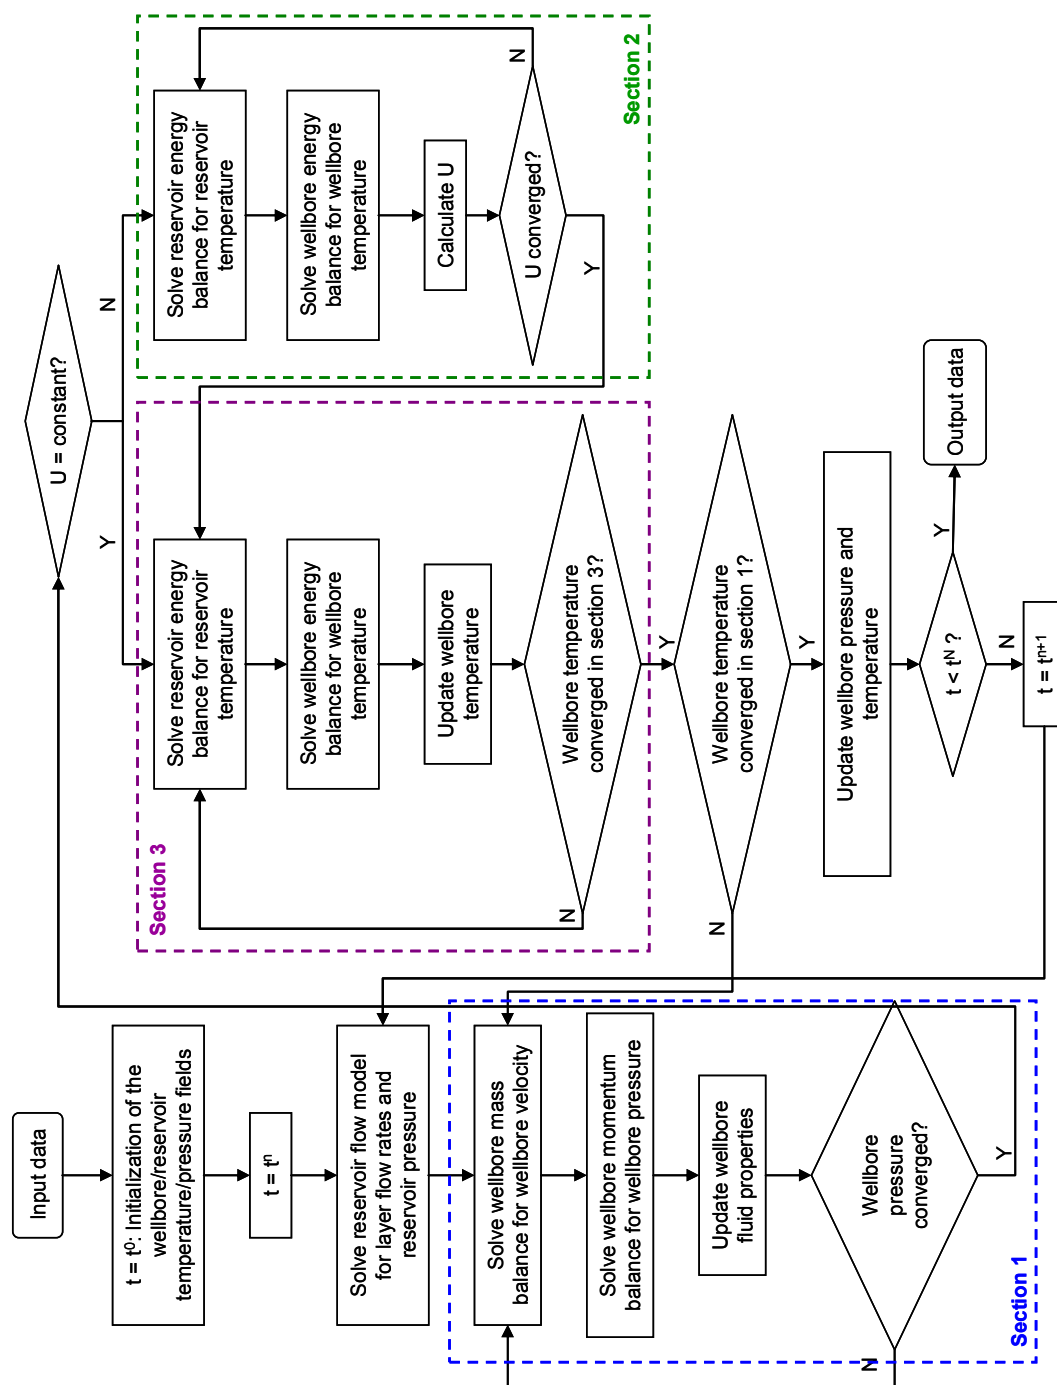 Input data
t = t⁰: Initialization of the
wellbore/reservoir
temperature/pressure fields
t = tⁿ
Solve reservoir flow model
for layer flow rates and
reservoir pressure
Solve wellbore mass
balance for wellbore velocity
Solve wellbore momentum
balance for wellbore pressure
Update wellbore
fluid properties
Wellbore
pressure
converged?
N
Y
Section 1
U = constant?
Y
N
Section 3
Solve reservoir energy
balance for reservoir
temperature
Solve wellbore energy
balance for wellbore
temperature
Update wellbore
temperature
Wellbore temperature
converged in section 3?
N
Y
Wellbore temperature
converged in section 1?
N
Y
Update wellbore pressure and
temperature
t < tᴺ ?
Y
N
Output data
t = tⁿ⁺¹
Solve reservoir energy
balance for reservoir
temperature
Solve wellbore energy
balance for wellbore
temperature
Calculate U
U converged?
N
Y
Section 2